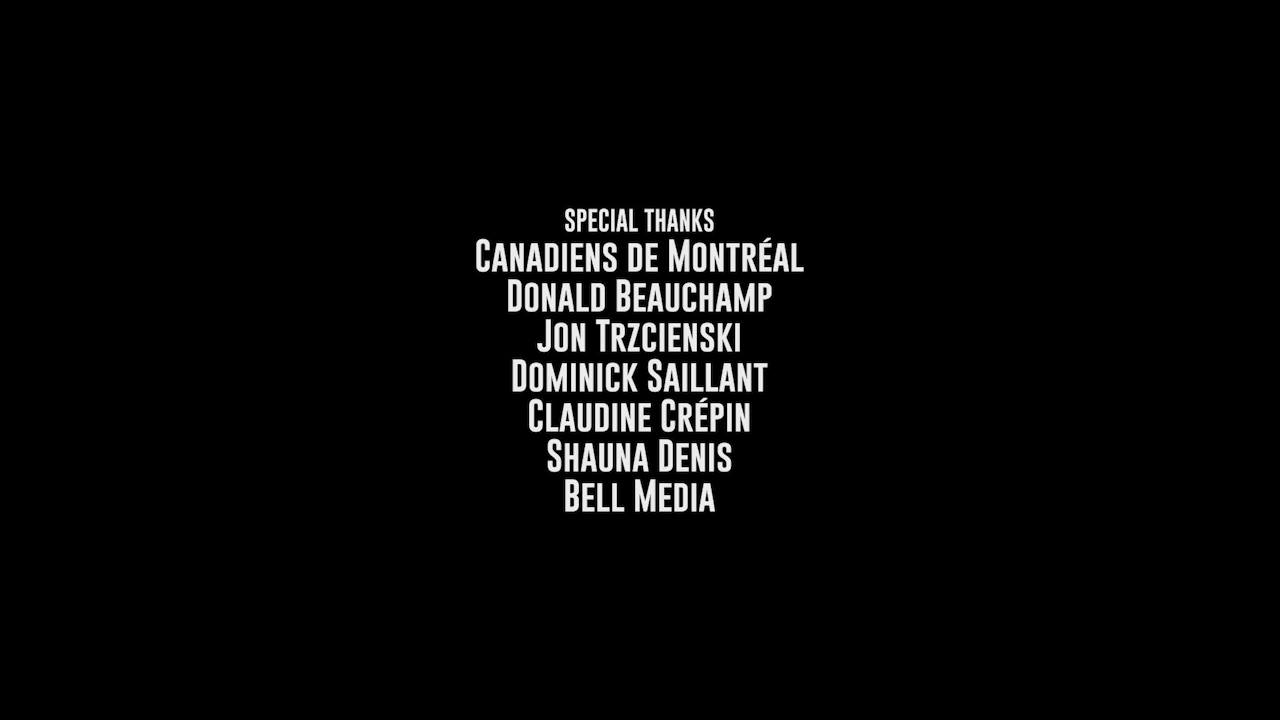 SPECIAL THANKS
CANADIENS DE MONTRÉAL
DONALD BEAUCHAMP
JON TRZCIENSKI
DOMINICK SAILLANT
CLAUDINE CRÉPIN
SHAUNA DENIS
BELL MEDIA